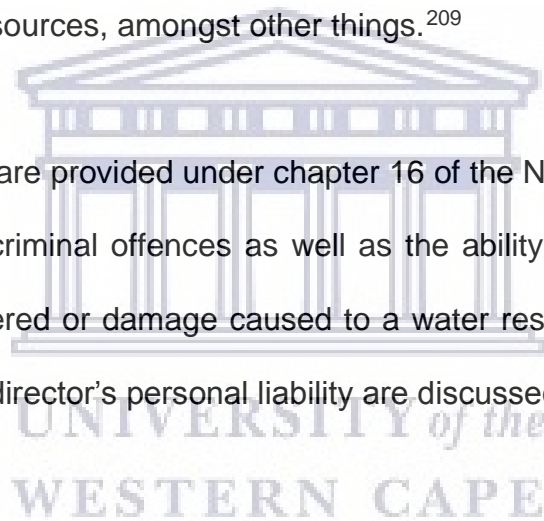 sources, amongst other things.209
are provided under chapter 16 of the N
criminal offences as well as the ability
ered or damage caused to a water res
director's personal liability are discussed
UNIVERSITY of the
WESTERN CAPE